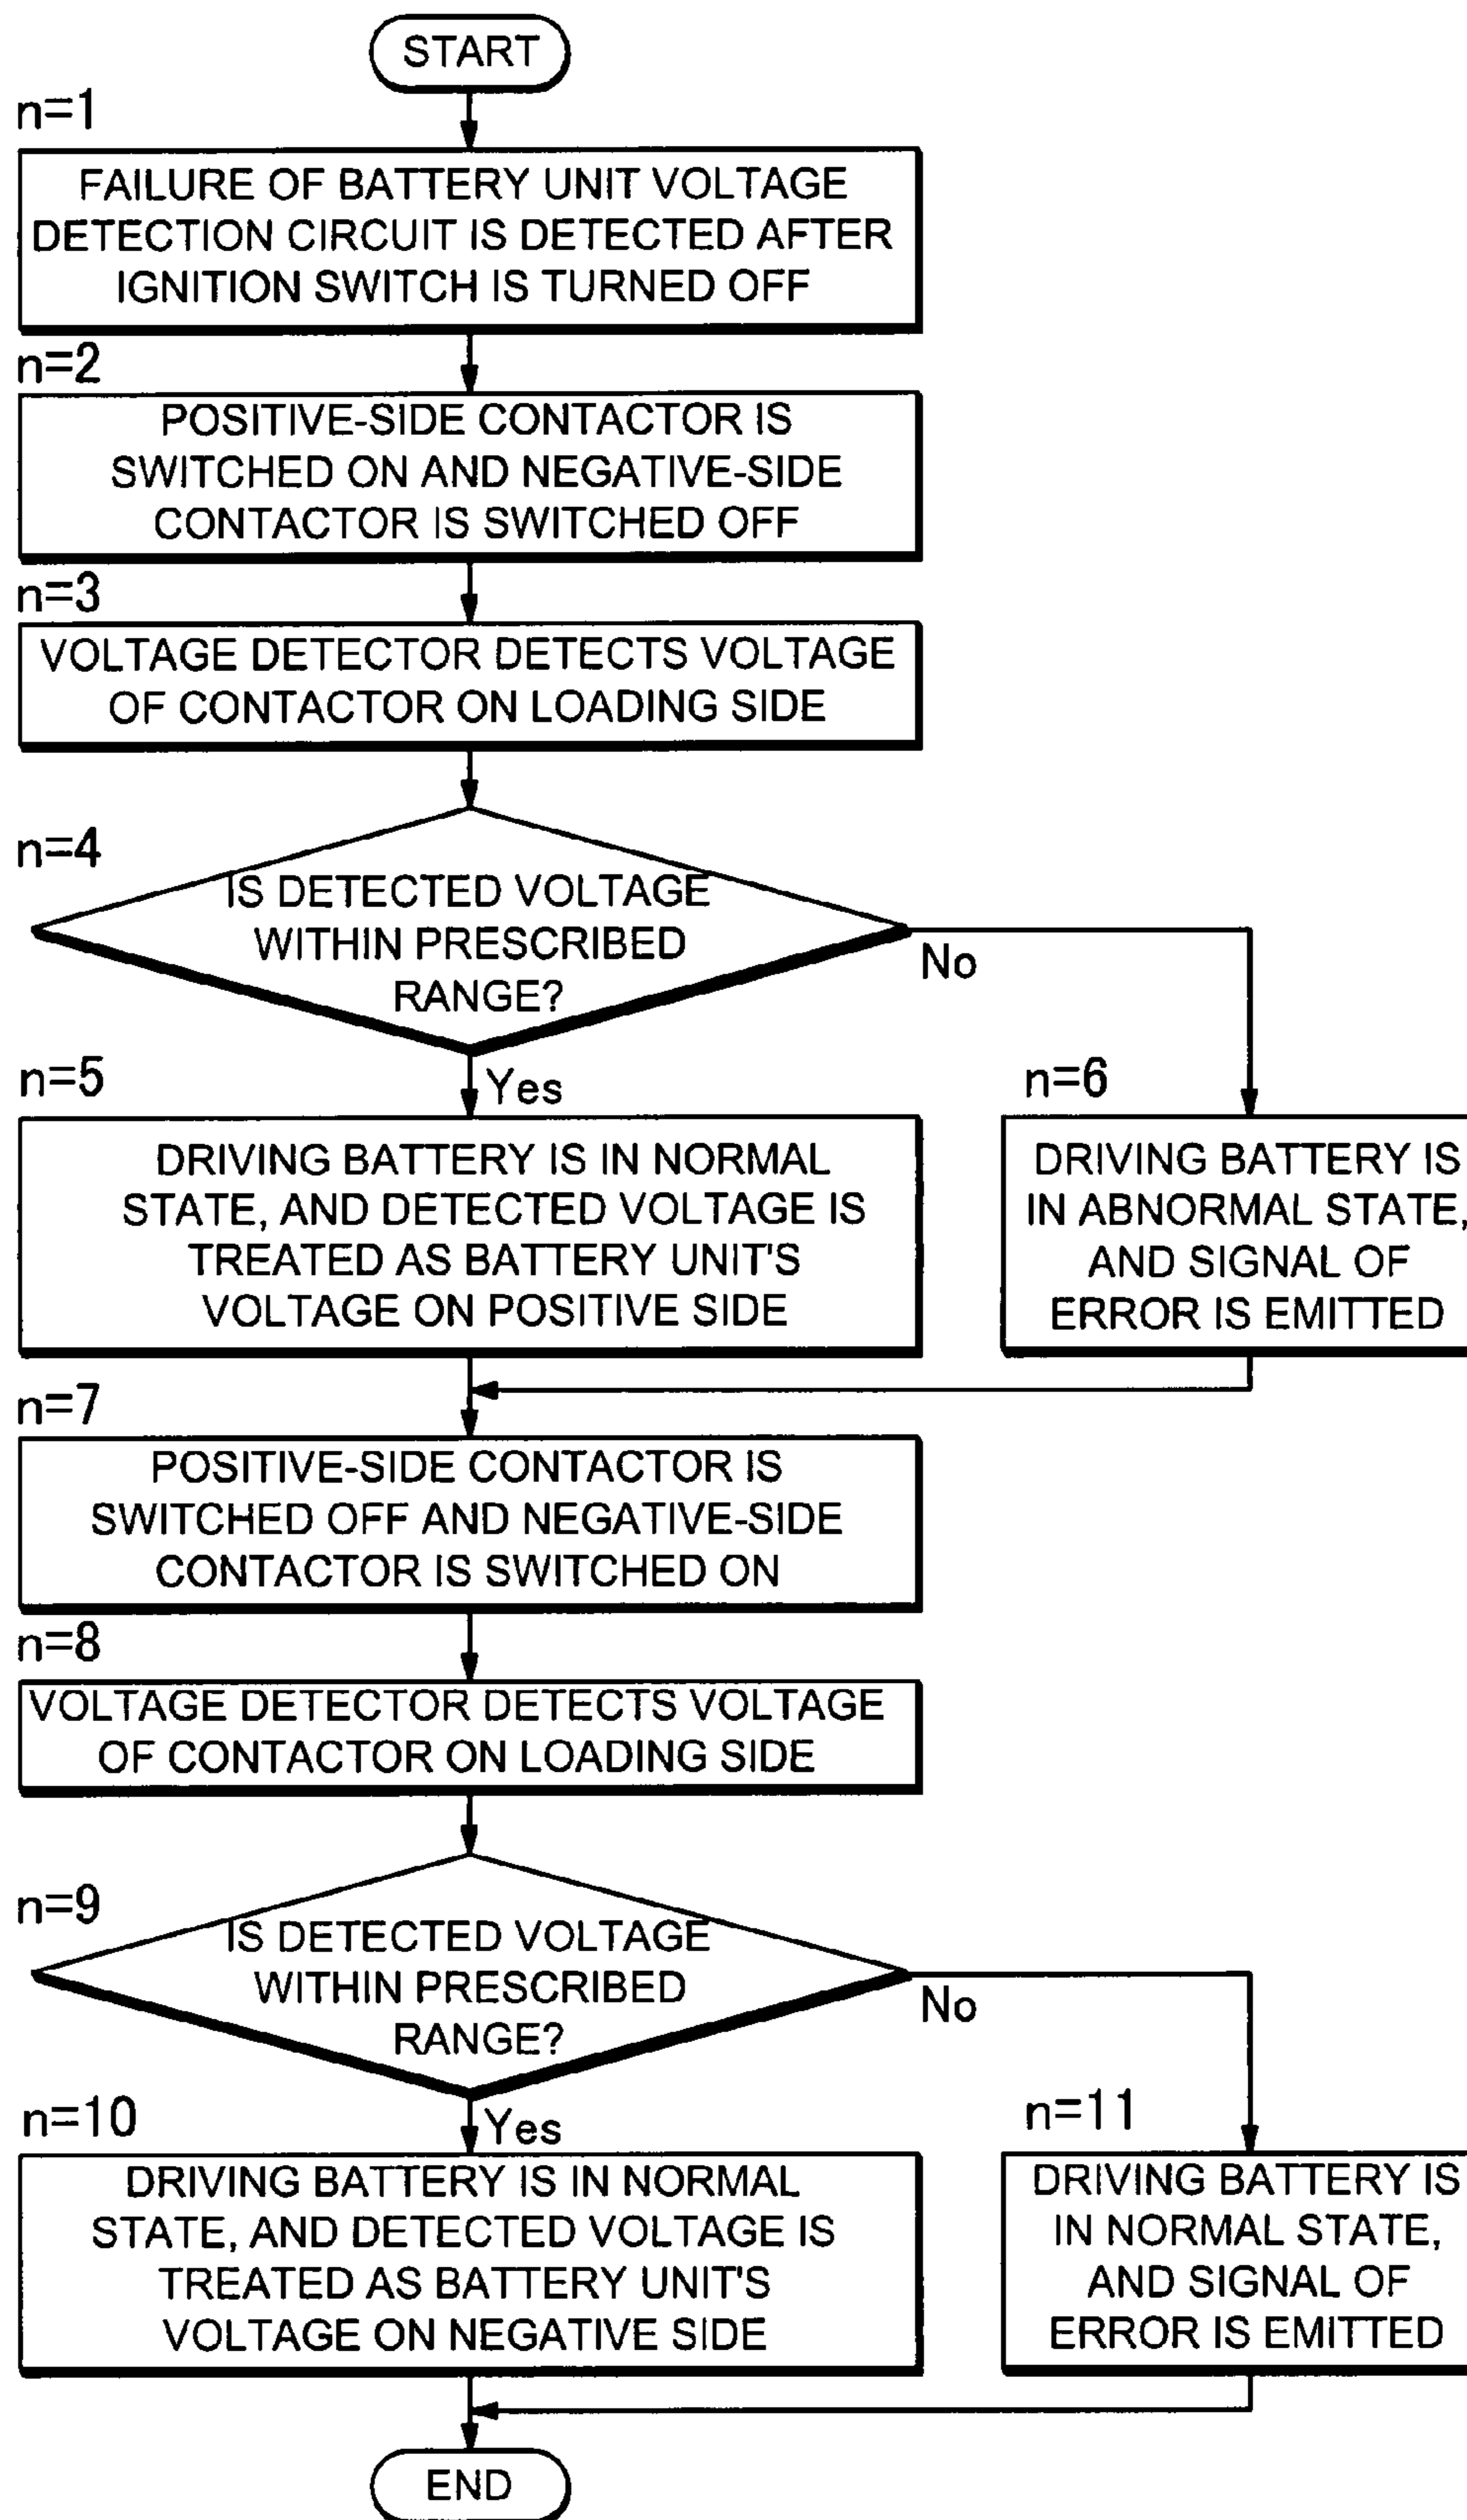 START
n=1
FAILURE OF BATTERY UNIT VOLTAGE
DETECTION CIRCUIT IS DETECTED AFTER
IGNITION SWITCH IS TURNED OFF
n=2
POSITIVE-SIDE CONTACTOR IS
SWITCHED ON AND NEGATIVE-SIDE
CONTACTOR IS SWITCHED OFF
n=3
VOLTAGE DETECTOR DETECTS VOLTAGE
OF CONTACTOR ON LOADING SIDE
n=4
IS DETECTED VOLTAGE
WITHIN PRESCRIBED
RANGE?
No
Yes
n=5
DRIVING BATTERY IS IN NORMAL
STATE, AND DETECTED VOLTAGE IS
TREATED AS BATTERY UNIT'S
VOLTAGE ON POSITIVE SIDE
n=6
DRIVING BATTERY IS
IN ABNORMAL STATE,
AND SIGNAL OF
ERROR IS EMITTED
n=7
POSITIVE-SIDE CONTACTOR IS
SWITCHED OFF AND NEGATIVE-SIDE
CONTACTOR IS SWITCHED ON
n=8
VOLTAGE DETECTOR DETECTS VOLTAGE
OF CONTACTOR ON LOADING SIDE
n=9
IS DETECTED VOLTAGE
WITHIN PRESCRIBED
RANGE?
No
Yes
n=10
DRIVING BATTERY IS IN NORMAL
STATE, AND DETECTED VOLTAGE IS
TREATED AS BATTERY UNIT'S
VOLTAGE ON NEGATIVE SIDE
n=11
DRIVING BATTERY IS
IN NORMAL STATE,
AND SIGNAL OF
ERROR IS EMITTED
END